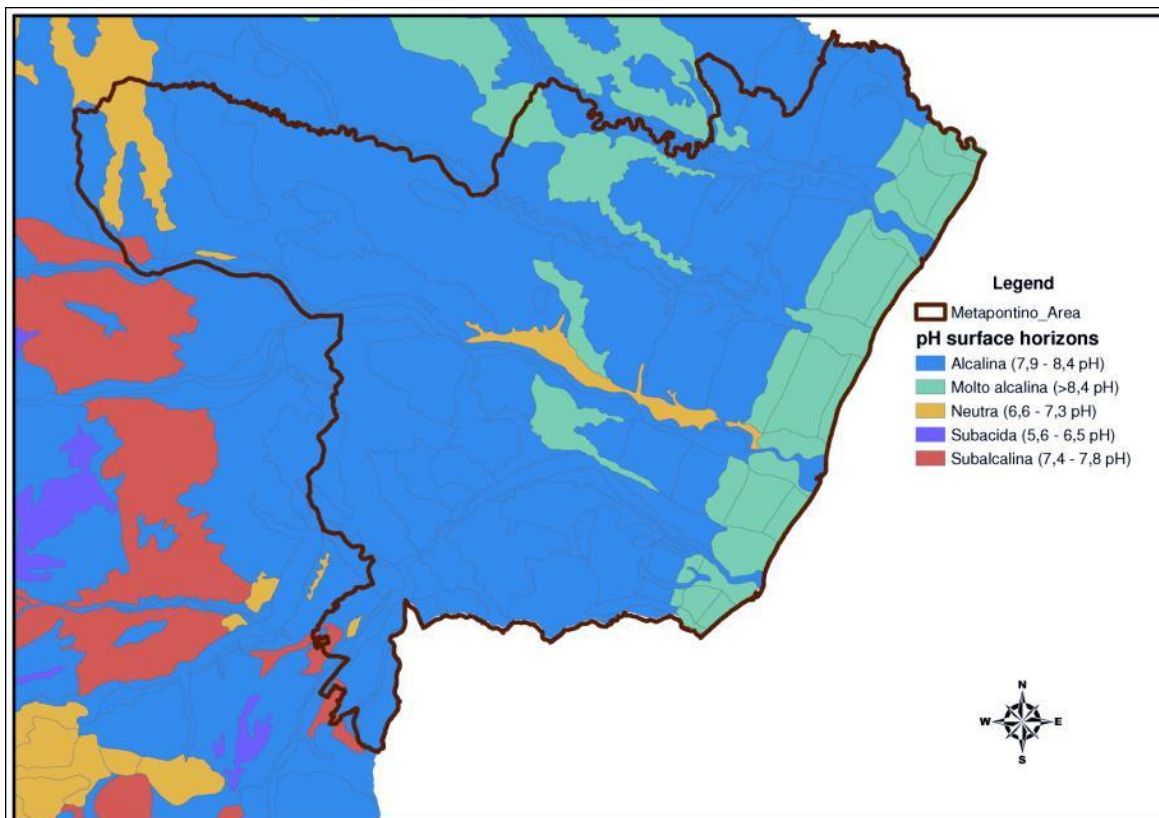 Legend
Metapontino_Area
pH surface horizons
Alcalina (7,9 - 8,4 pH)
Molto alcalina (>8,4)
Neutra (6,6 - 7,3 pH)
Subacida (5,6 - 6,5 pH)
Subalcalina (7,4 - 7,8 pH)
N
W E
S